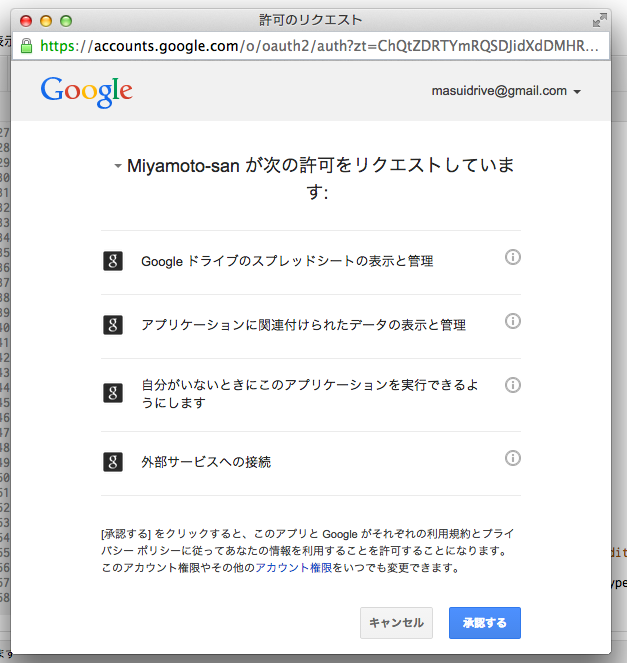 許可のリクエスト
https://accounts.google.com/o/oauth2/auth?zt=ChQtZDRTYmRQSDJidXdDMHR...
Google
masuidrive@gmail.com
Miyamoto-san が次の許可をリクエストしていま
す:
Google ドライブのスプレッドシートの表示と管理
アプリケーションに関連付けられたデータの表示と管理
自分がいないときにこのアプリケーションを実行できるよ
うにします
外部サービスへの接続
[承認する] をクリックすると、このアプリと Google がそれぞれの利用規約とプライ
バシー ポリシーに従ってあなたの情報を利用することを許可することになります。
このアカウント権限やその他のアカウント権限をいつでも変更できます。
キャンセル
承認する